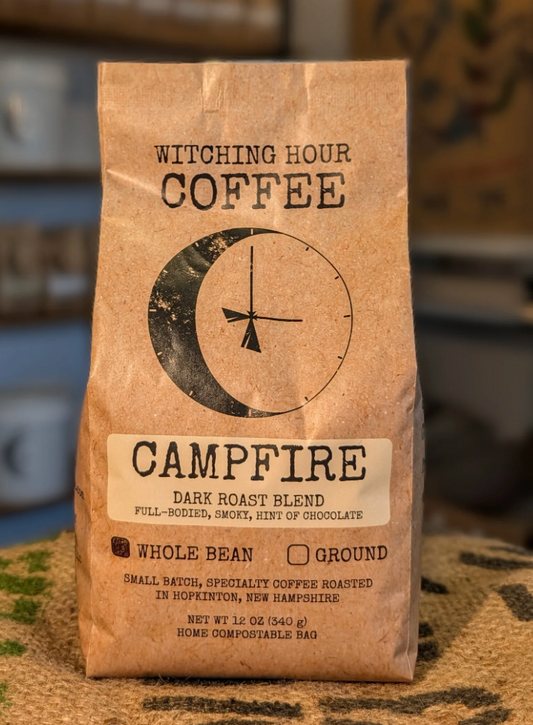 WITCHING HOUR
COFFEE
CAMPFIRE
DARK ROAST BLEND
FULL-BODIED, SMOKY, HINT OF CHOCOLATE
WHOLE BEAN GROUND
SMALL BATCH, SPECIALTY COFFEE ROASTED
IN HOPKINTON, NEW HAMPSHIRE
NET WT 12 OZ (340 g)
HOME COMPOSTABLE BAG